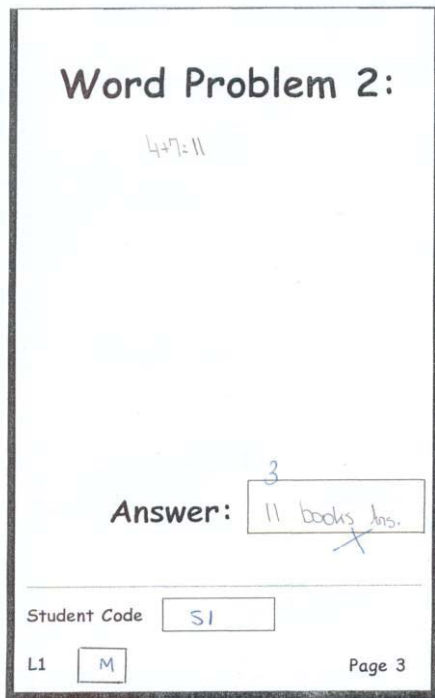 Word Problem 2:
4+7=11
3
Answer: 11 books Ans.
Student Code S1
L1 M Page 3